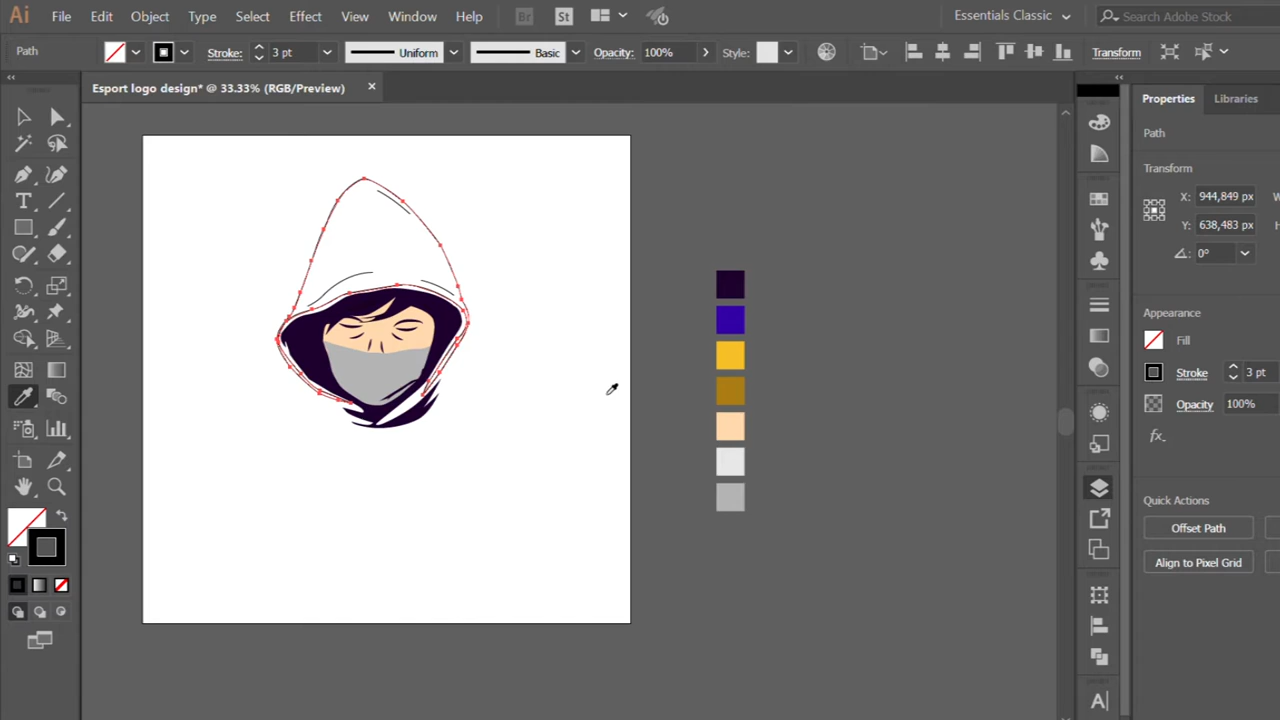 Ai File Edit Object Type Select Effect View Window Help Br St Essentials Classic Search Adobe Stock
Path Stroke: 3 pt Uniform Basic Opacity: 100% Style: Transform
Esport logo design* @ 33.33% (RGB/Preview) ×
Properties Libraries
Path
Transform
X: 944,849 px
Y: 638,483 px
0°
Appearance
Fill
Stroke 3 pt
Opacity 100%
fx
Quick Actions
Offset Path
Align to Pixel Grid